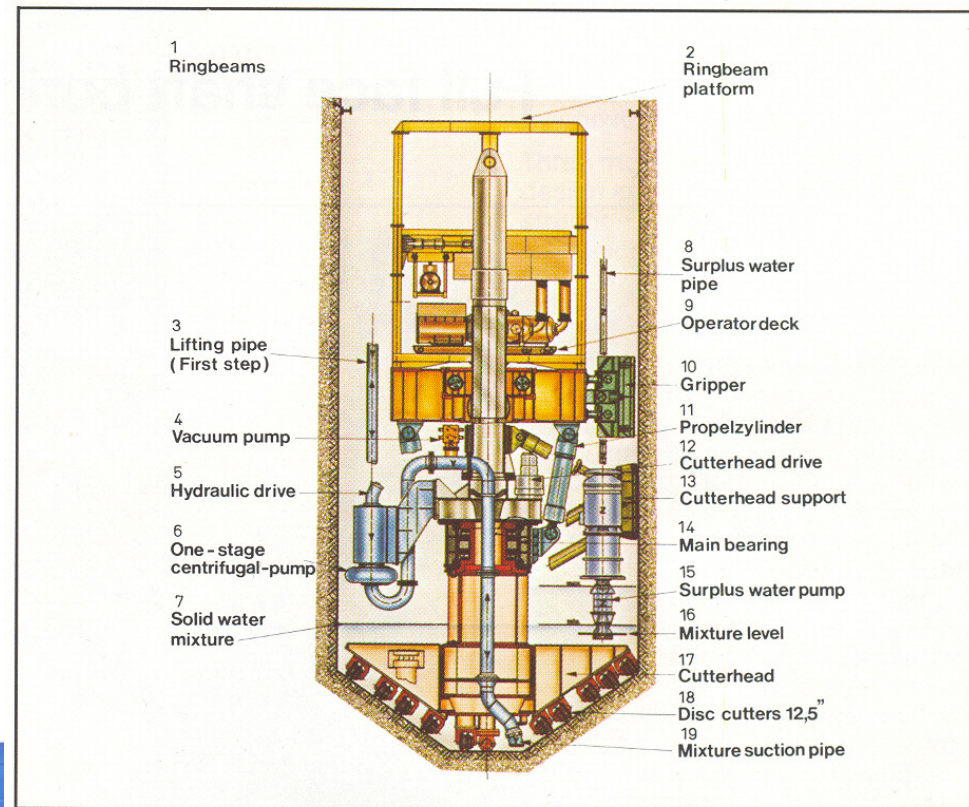 1
Ringbeams
2
Ringbeam
platform
3
Lifting pipe
(First step)
4
Vacuum pump
5
Hydraulic drive
6
One-stage
centrifugal-pump
7
Solid water
mixture
8
Surplus water
pipe
9
Operator deck
10
Gripper
11
Propelzylinder
12
Cutterhead drive
13
Cutterhead support
14
Main bearing
15
Surplus water pump
16
Mixture level
17
Cutterhead
18
Disc cutters 12,5"
19
Mixture suction pipe